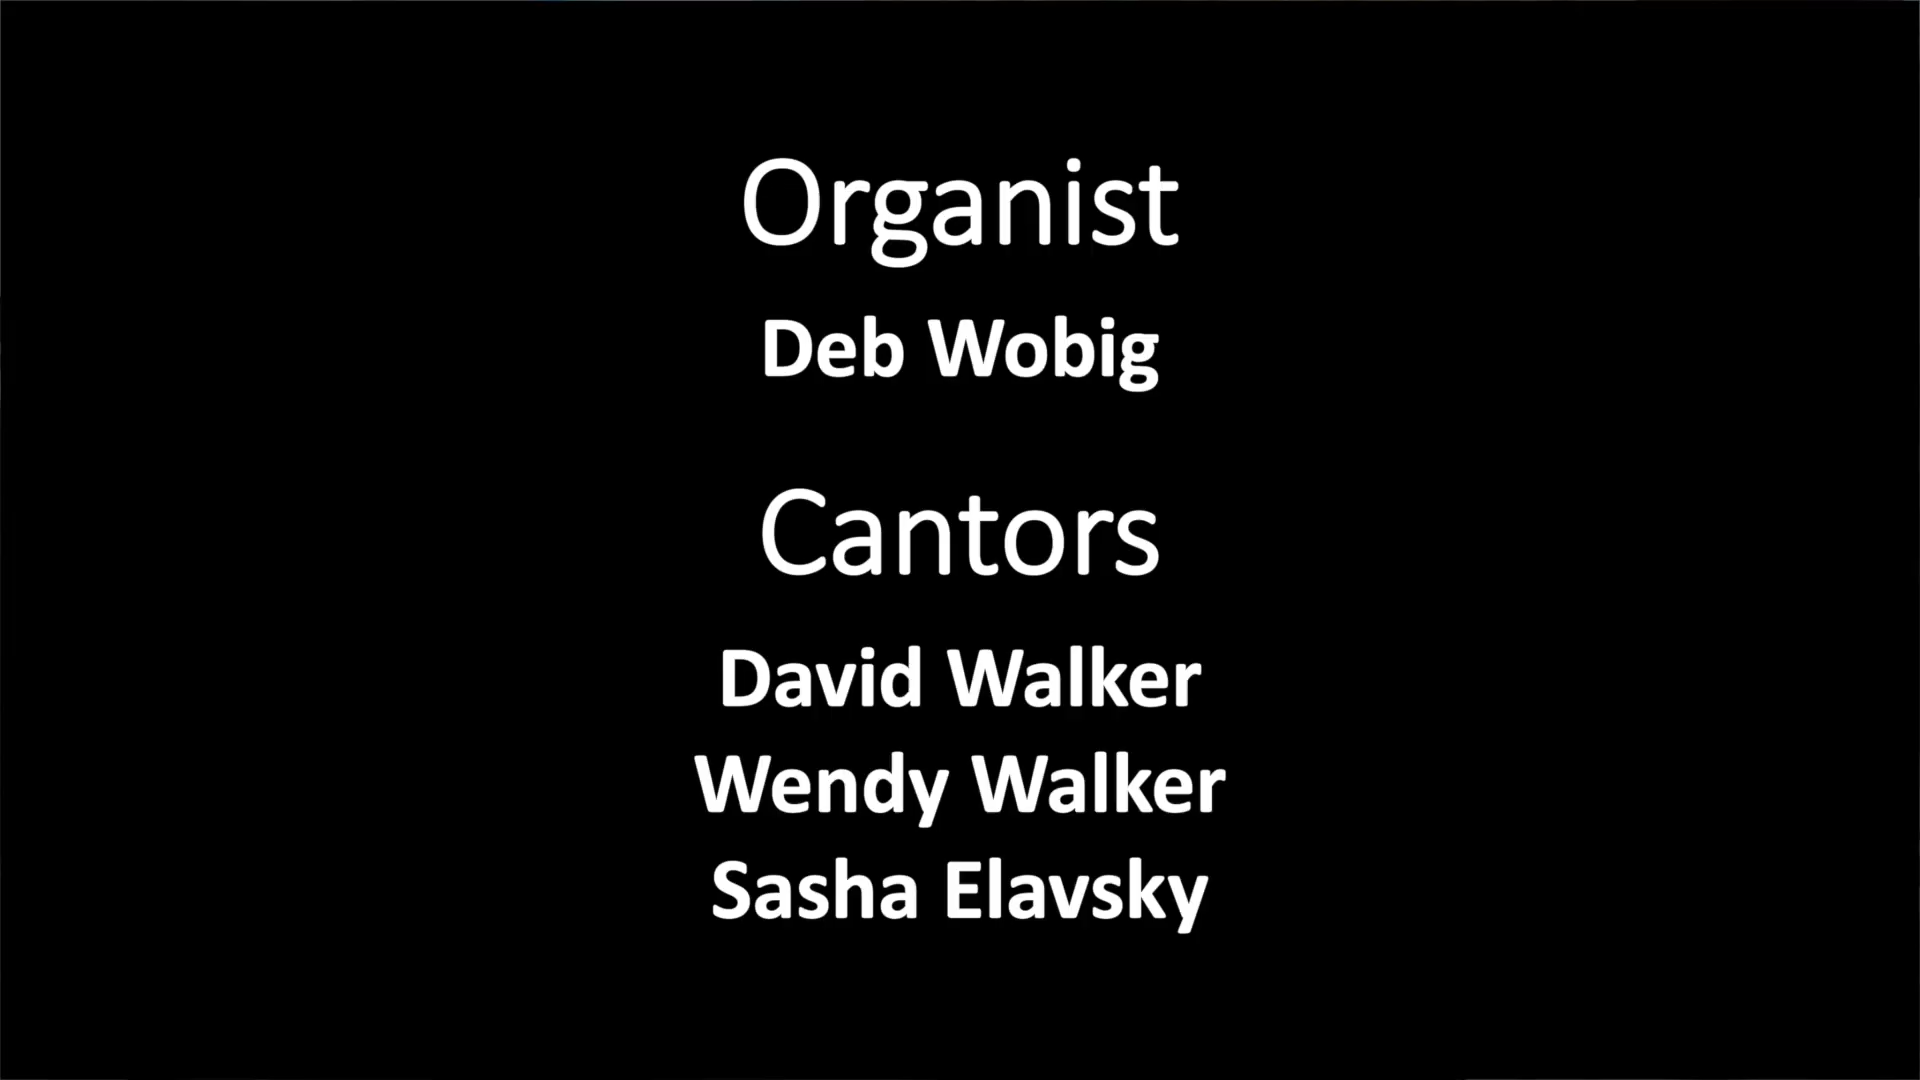 Organist
Deb Wobig
Cantors
David Walker
Wendy Walker
Sasha Elavsky